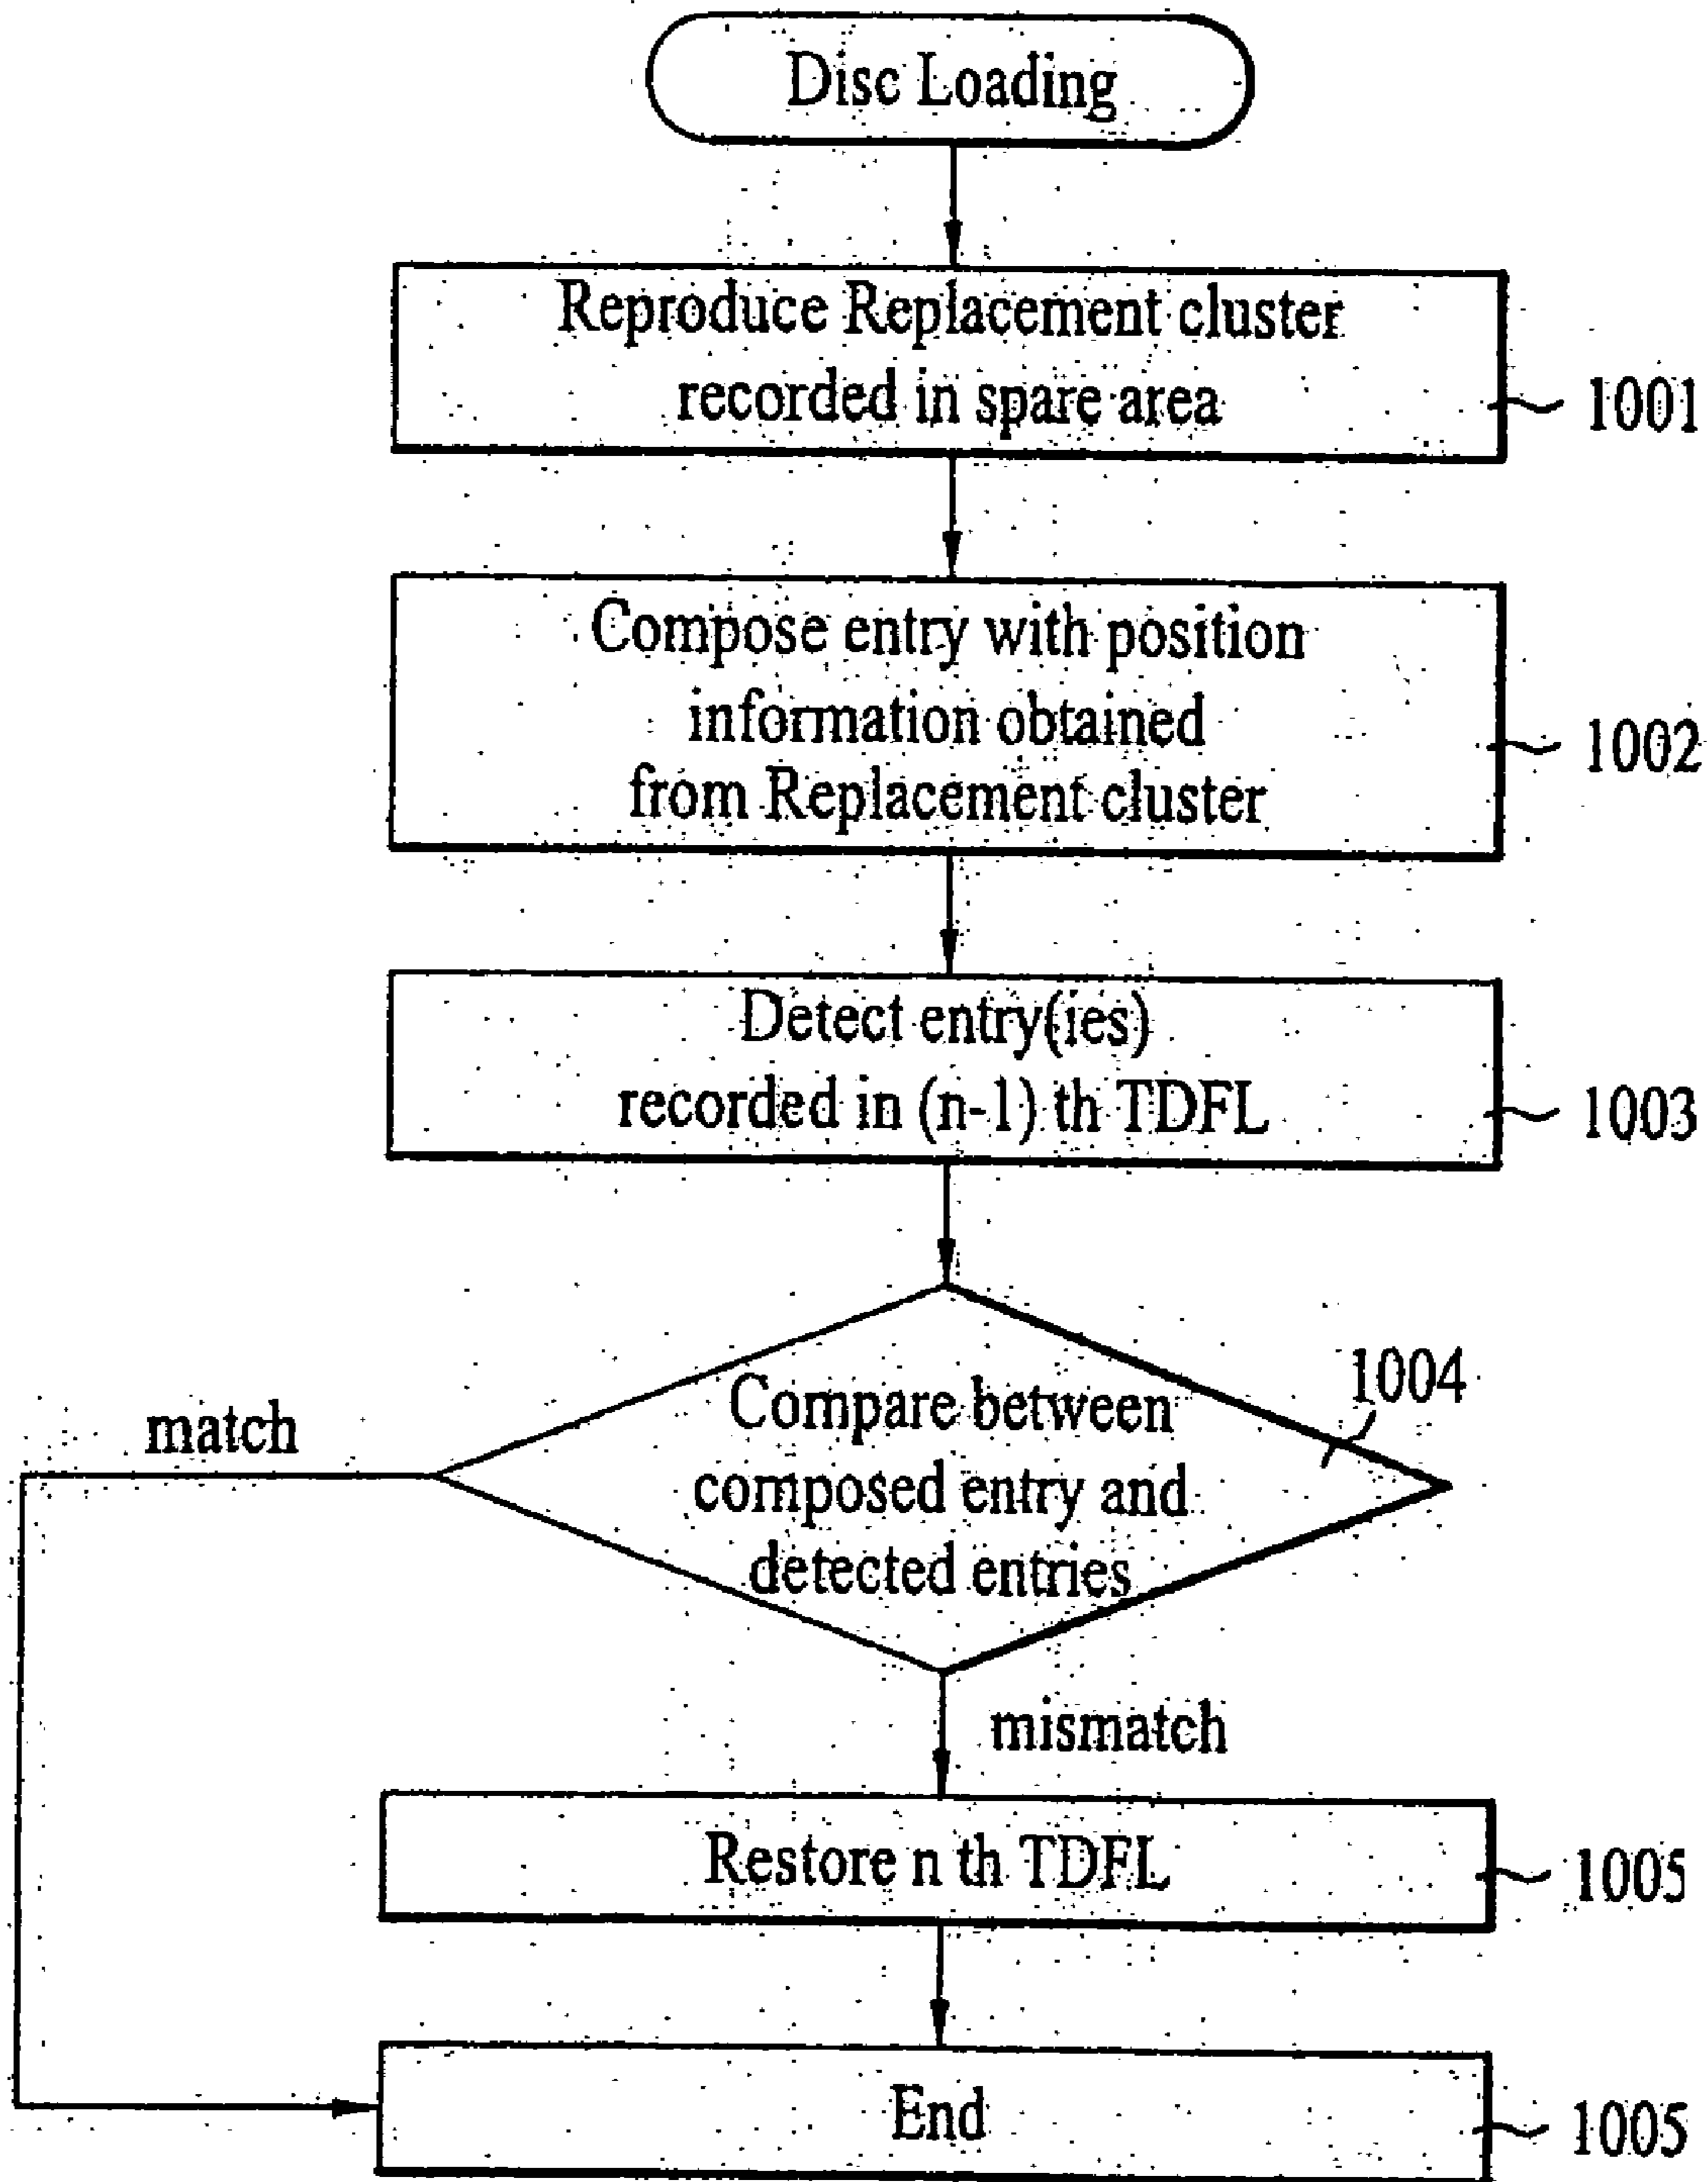 Disc Loading
Reproduce Replacement cluster
recorded in spare area
1001
Compose entry with position
information obtained
from Replacement cluster
1002
Detect entry(ies)
recorded in (n-1) th TDFL
1003
1004
match
Compare between
composed entry and
detected entries
mismatch
Restore n th TDFL
1005
End
1005